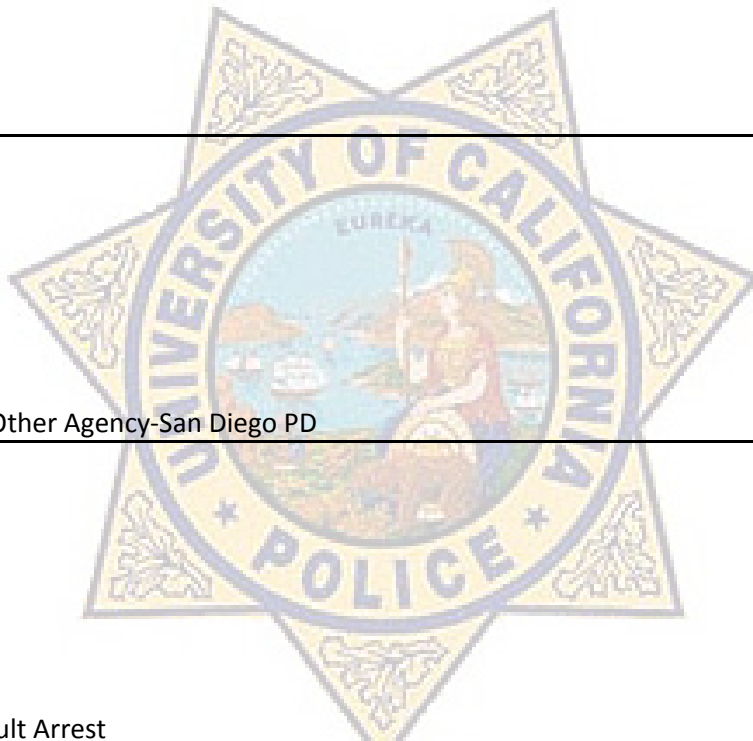 UNIVERSITY OF CALIFORNIA
EUREKA
Other Agency-San Diego PD
POLICE
ult Arrest